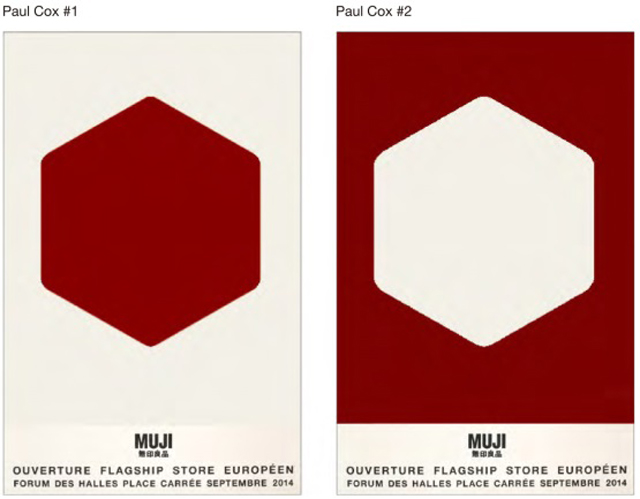 Paul Cox #1
MUJI
無印良品
OUVERTURE FLAGSHIP STORE EUROPÉEN
FORUM DES HALLES PLACE CARRÉE SEPTEMBRE 2014
Paul Cox #2
MUJI
無印良品
OUVERTURE FLAGSHIP STORE EUROPÉEN
FORUM DES HALLES PLACE CARRÉE SEPTEMBRE 2014